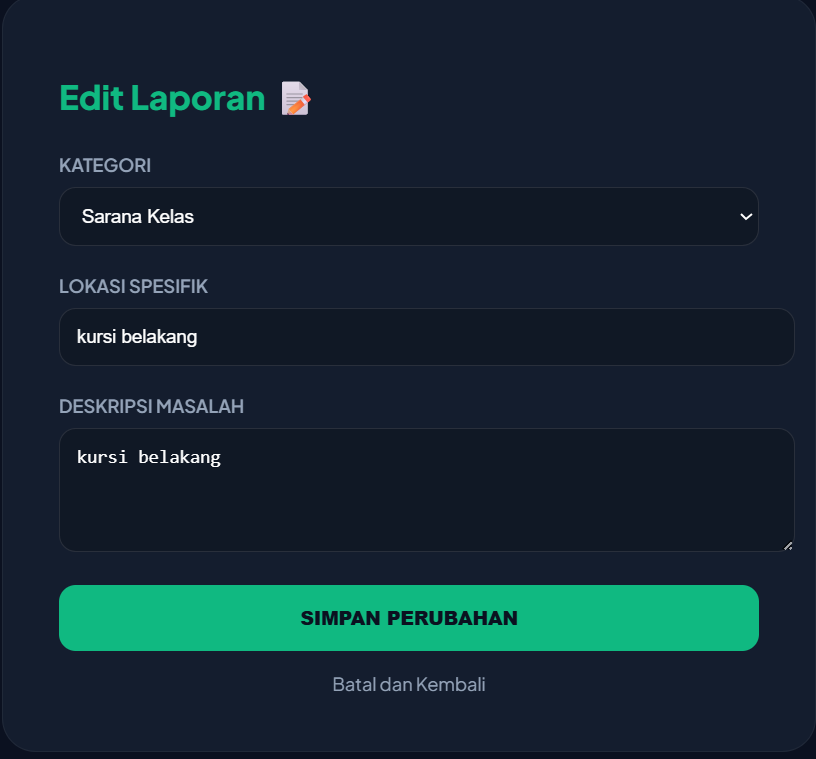 Edit Laporan 📝
KATEGORI
Sarana Kelas
LOKASI SPESIFIK
kursi belakang
DESKRIPSI MASALAH
kursi belakang
SIMPAN PERUBAHAN
Batal dan Kembali